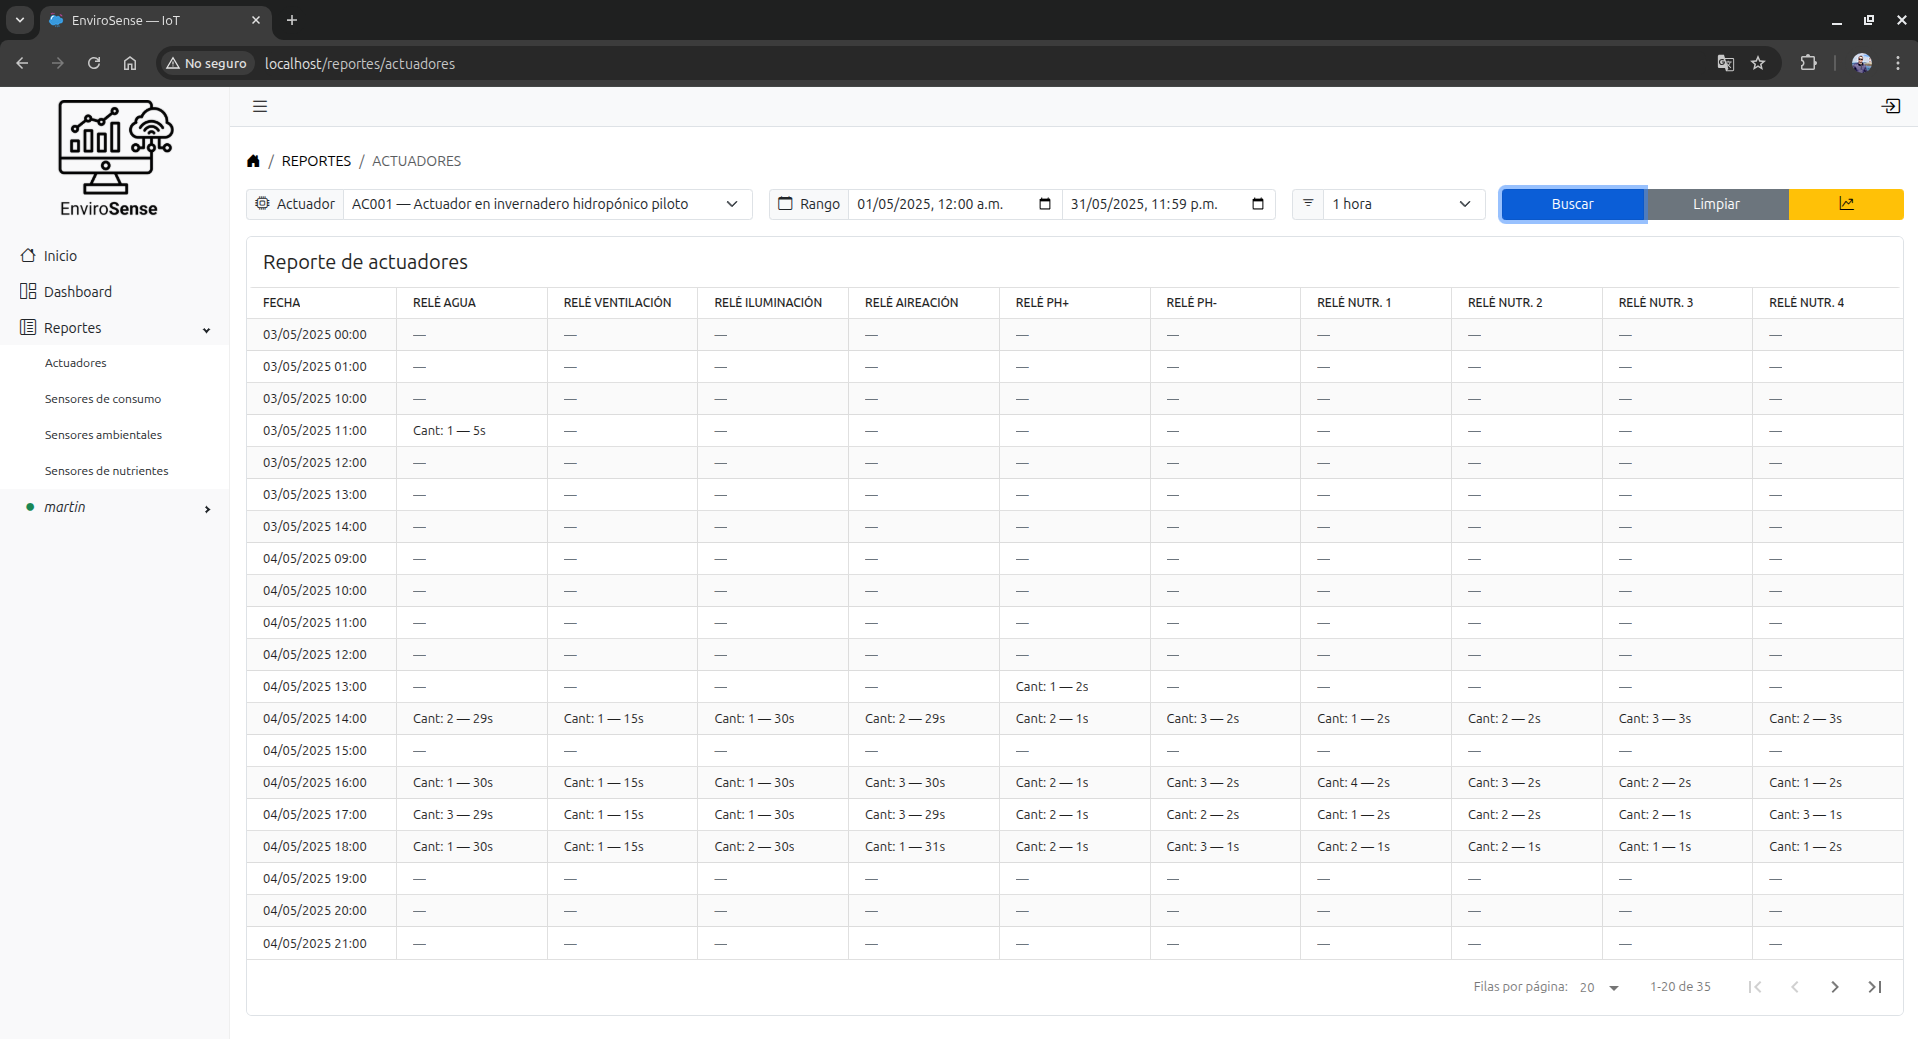 EnviroSense — IoT
No seguro
localhost/reportes/actuadores
EnviroSense
Inicio
Dashboard
Reportes
Actuadores
Sensores de consumo
Sensores ambientales
Sensores de nutrientes
martin
/ REPORTES / ACTUADORES
Actuador AC001 — Actuador en invernadero hidropónico piloto Rango 01/05/2025, 12:00 a.m. 31/05/2025, 11:59 p.m. 1 hora Buscar Limpiar
Reporte de actuadores
FECHA RELÉ AGUA RELÉ VENTILACIÓN RELÉ ILUMINACIÓN RELÉ AIREACIÓN RELÉ PH+ RELÉ PH- RELÉ NUTR. 1 RELÉ NUTR. 2 RELÉ NUTR. 3 RELÉ NUTR. 4
03/05/2025 00:00 — — — — — — — — — —
03/05/2025 01:00 — — — — — — — — — —
03/05/2025 10:00 — — — — — — — — — —
03/05/2025 11:00 Cant: 1 — 5s — — — — — — — — —
03/05/2025 12:00 — — — — — — — — — —
03/05/2025 13:00 — — — — — — — — — —
03/05/2025 14:00 — — — — — — — — — —
04/05/2025 09:00 — — — — — — — — — —
04/05/2025 10:00 — — — — — — — — — —
04/05/2025 11:00 — — — — — — — — — —
04/05/2025 12:00 — — — — — — — — — —
04/05/2025 13:00 — — — — Cant: 1 — 2s — — — — —
04/05/2025 14:00 Cant: 2 — 29s Cant: 1 — 15s Cant: 1 — 30s Cant: 2 — 29s Cant: 2 — 1s Cant: 3 — 2s Cant: 1 — 2s Cant: 2 — 2s Cant: 3 — 3s Cant: 2 — 3s
04/05/2025 15:00 — — — — — — — — — —
04/05/2025 16:00 Cant: 1 — 30s Cant: 1 — 15s Cant: 1 — 30s Cant: 3 — 30s Cant: 2 — 1s Cant: 3 — 2s Cant: 4 — 2s Cant: 3 — 2s Cant: 2 — 2s Cant: 1 — 2s
04/05/2025 17:00 Cant: 3 — 29s Cant: 1 — 15s Cant: 1 — 30s Cant: 3 — 29s Cant: 2 — 1s Cant: 2 — 2s Cant: 1 — 2s Cant: 2 — 2s Cant: 2 — 1s Cant: 3 — 1s
04/05/2025 18:00 Cant: 1 — 30s Cant: 1 — 15s Cant: 2 — 30s Cant: 1 — 31s Cant: 2 — 1s Cant: 3 — 1s Cant: 2 — 1s Cant: 2 — 1s Cant: 1 — 1s Cant: 1 — 2s
04/05/2025 19:00 — — — — — — — — — —
04/05/2025 20:00 — — — — — — — — — —
04/05/2025 21:00 — — — — — — — — — —
Filas por página: 20 1-20 de 35